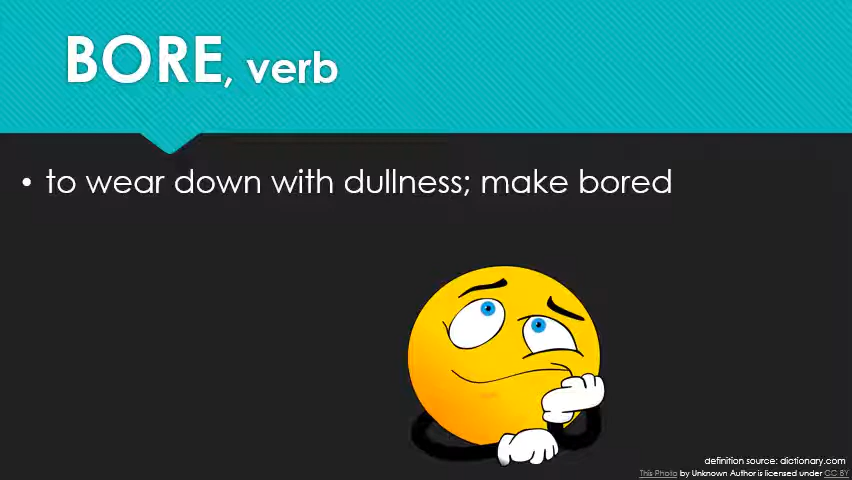 BORE, verb
• to wear down with dullness; make bored
definition source: dictionary.com
This Photo by Unknown Author is licensed under CC BY